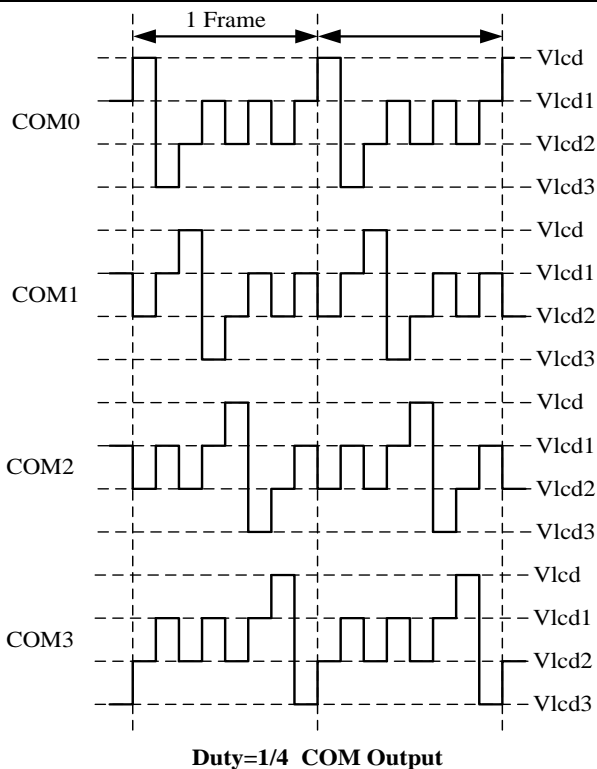 1 Frame
Vlcd
Vlcd1
COM0
Vlcd2
Vlcd3
Vlcd
Vlcd1
COM1
Vlcd2
Vlcd3
Vlcd
Vlcd1
COM2
Vlcd2
Vlcd3
Vlcd
Vlcd1
COM3
Vlcd2
Vlcd3
Duty=1/4 COM Output